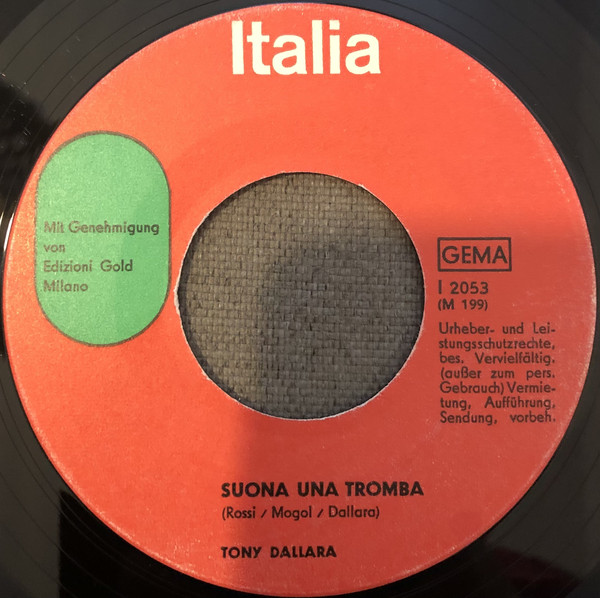 Italia
Mit Genehmigung
von
Edizioni Gold
Milano
GEMA
I 2053
(M 199)
Urheber- und Lei-
stungsschutzrechte,
bes. Vervielfältig.
(außer zum pers.
Gebrauch) Vermie-
tung, Aufführung,
Sendung, vorbeh.
SUONA UNA TROMBA
(Rossi / Mogol / Dallara)
TONY DALLARA